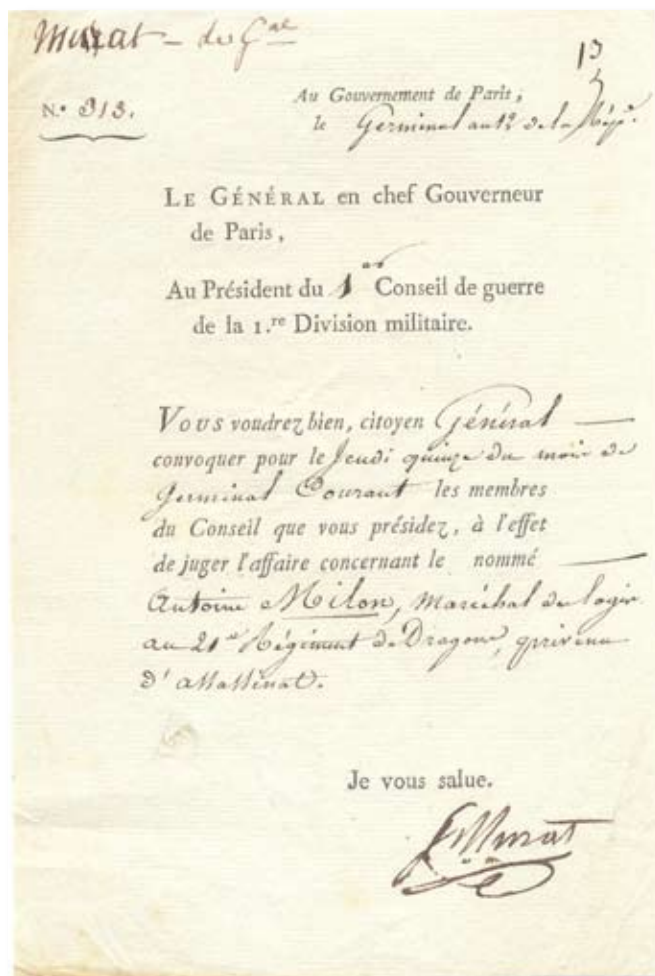 Murat – du Gal
13
N.° 313.
Au Gouvernement de Paris,
le Germinal an 12 de la Rép.
LE GÉNÉRAL en chef Gouverneur
de Paris,
Au Président du 1er Conseil de guerre
de la 1.re Division militaire.
Vous voudrez bien, citoyen Général —
convoquer pour le Jeudi quinze du mois de
Germinal Courant les membres
du Conseil que vous présidez, à l'effet
de juger l'affaire concernant le nommé —
Antoine Milon, Maréchal des logis
au 21e Régiment de Dragons, prévenu
d'assassinat.
Je vous salue.
Murat